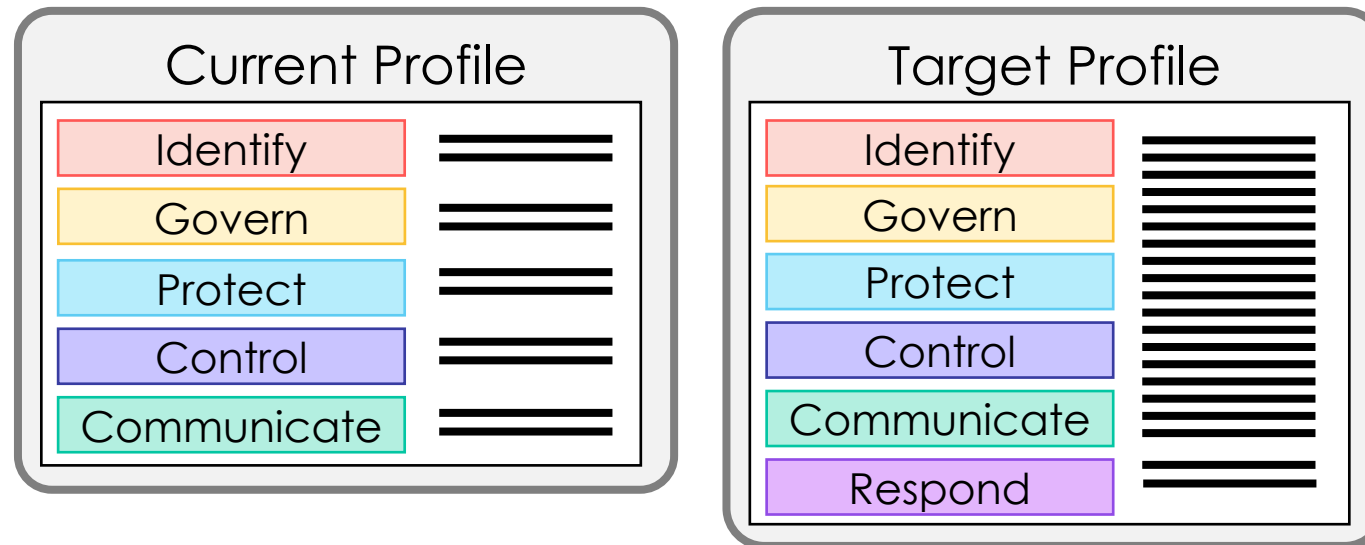 Current Profile
Identify
Govern
Protect
Control
Communicate
Target Profile
Identify
Govern
Protect
Control
Communicate
Respond